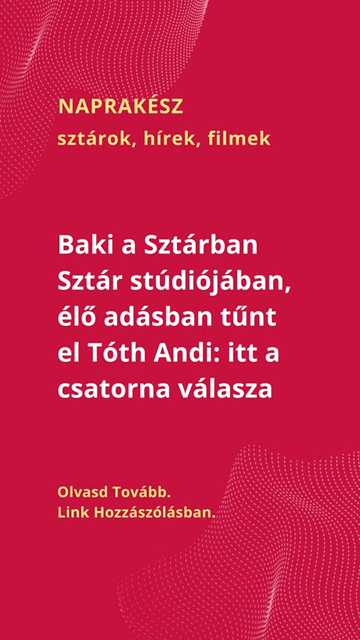 NAPRAKÉSZ
sztárok, hírek, filmek
Baki a Sztárban
Sztár stúdiójában,
élő adásban tűnt
el Tóth Andi: itt a
csatorna válasza
Olvasd Tovább.
Link Hozzászólásban.